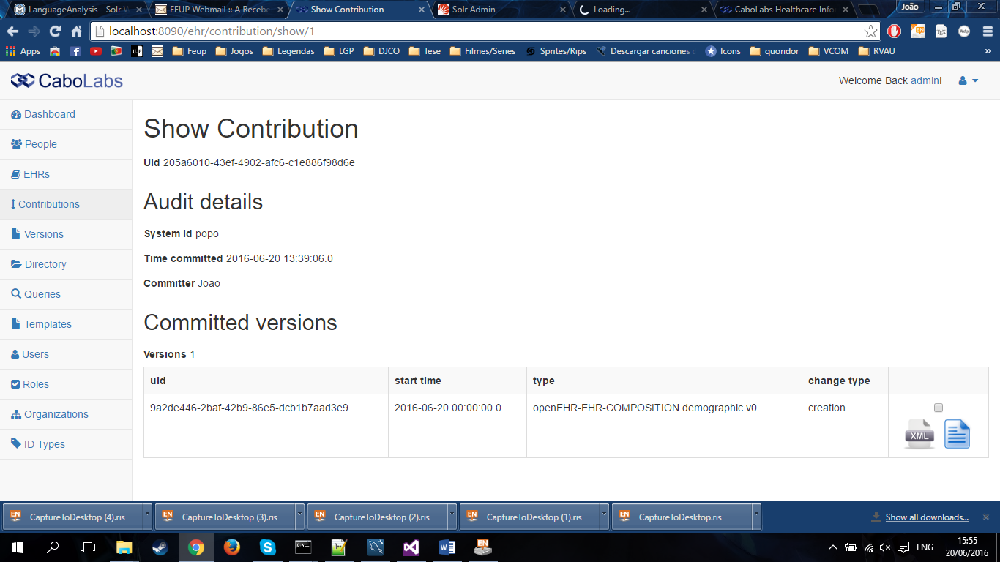 LanguageAnalysis - Solr W
FEUP Webmail :: A Recebe
Show Contribution
Solr Admin
Loading...
CaboLabs Healthcare Info
João
localhost:8090/ehr/contribution/show/1
Apps
Feup
Jogos
Legendas
LGP
DJCO
Tese
Filmes/Series
Sprites/Rips
Descargar canciones
Icons
quoridor
VCOM
RVAU
»
CaboLabs
Welcome Back admin!
Dashboard
People
EHRs
Contributions
Versions
Directory
Queries
Templates
Users
Roles
Organizations
ID Types
Show Contribution
Uid 205a6010-43ef-4902-afc6-c1e886f98d6e
Audit details
System id popo
Time committed 2016-06-20 13:39:06.0
Committer Joao
Committed versions
Versions 1
uid start time type change type
9a2de446-2baf-42b9-86e5-dcb1b7aad3e9 2016-06-20 00:00:00.0 openEHR-EHR-COMPOSITION.demographic.v0 creation
XML
EN CaptureToDesktop (4).ris
EN CaptureToDesktop (3).ris
EN CaptureToDesktop (2).ris
EN CaptureToDesktop (1).ris
EN CaptureToDesktop.ris
Show all downloads...
EN
ENG
15:55
20/06/2016